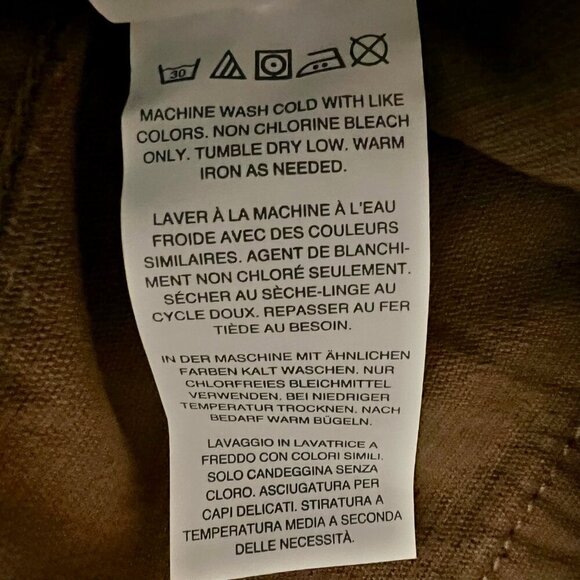 30
MACHINE WASH COLD WITH LIKE
COLORS. NON CHLORINE BLEACH
ONLY. TUMBLE DRY LOW. WARM
IRON AS NEEDED.
LAVER À LA MACHINE À L'EAU
FROIDE AVEC DES COULEURS
SIMILAIRES. AGENT DE BLANCHI-
MENT NON CHLORÉ SEULEMENT.
SÉCHER AU SÈCHE-LINGE AU
CYCLE DOUX. REPASSER AU FER
TIÈDE AU BESOIN.
IN DER MASCHINE MIT ÄHNLICHEN
FARBEN KALT WASCHEN. NUR
CHLORFREIES BLEICHMITTEL
VERWENDEN. BEI NIEDRIGER
TEMPERATUR TROCKNEN. NACH
BEDARF WARM BÜGELN.
LAVAGGIO IN LAVATRICE A
FREDDO CON COLORI SIMILI.
SOLO CANDEGGINA SENZA
CLORO. ASCIUGATURA PER
CAPI DELICATI. STIRATURA A
TEMPERATURA MEDIA A SECONDA
DELLE NECESSITÀ.